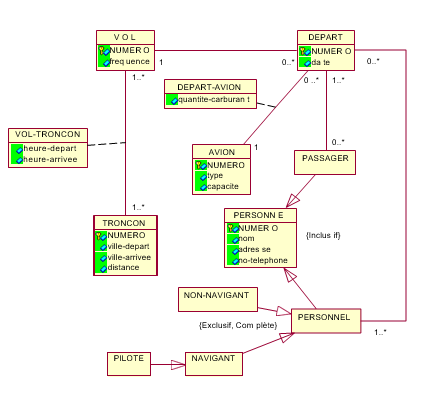 V O L
NUMER O
freq uence
1
0..*
DEPART
NUMER O
da te
0..*
1..*
0 ..*
1..*
DEPART-AVION
quantite-carburan t
VOL-TRONCON
heure-depart
heure-arrivee
AVION
NUMERO
type
capacite
1
0..*
PASSAGER
1..*
TRONCON
NUMERO
ville-depart
ville-arrivee
distance
PERSONN E
NUMER O
nom
adres se
no-telephone
{Inclus if}
NON-NAVIGANT
{Exclusif, Com plète}
PERSONNEL
1..*
PILOTE
NAVIGANT